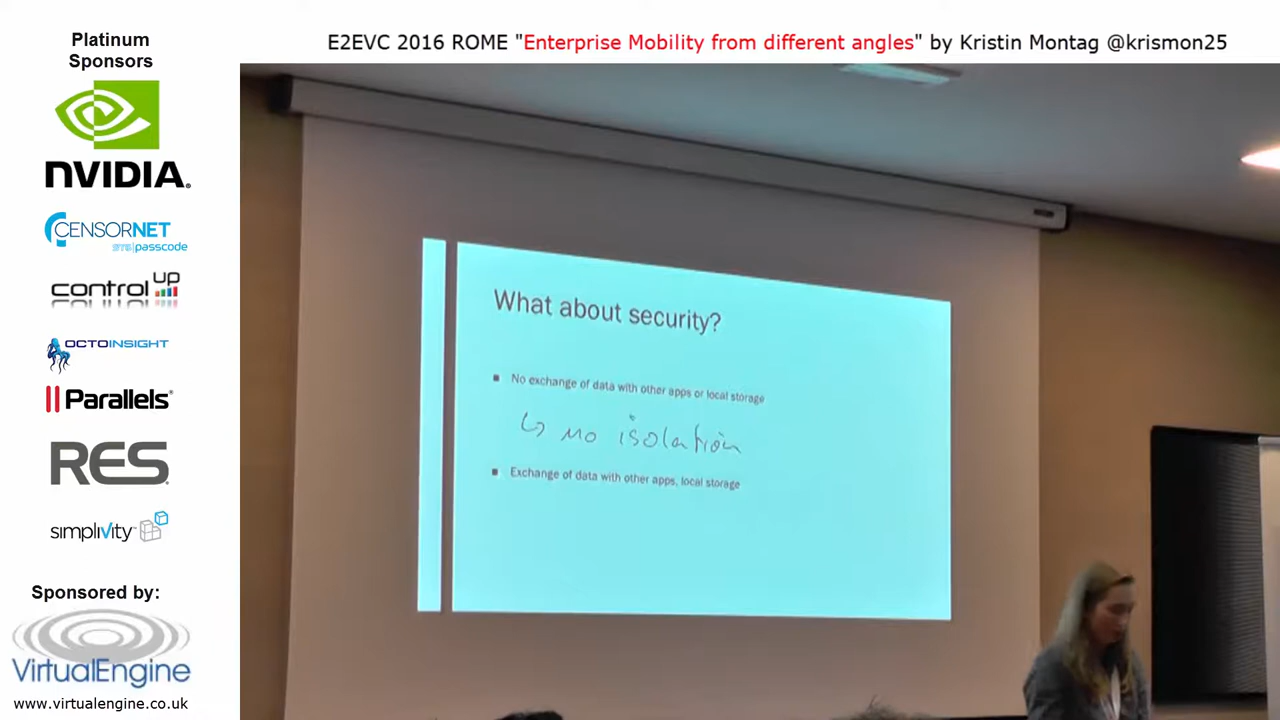 Platinum
Sponsors
E2EVC 2016 ROME "Enterprise Mobility from different angles" by Kristin Montag @krismon25
NVIDIA.
CENSORNET
SMS|passcode
control up
OCTOINSIGHT
Parallels
RES
simplivity
Sponsored by:
VirtualEngine
www.virtualengine.co.uk
What about security?
No exchange of data with other apps or local storage
↳ no isolation
Exchange of data with other apps, local storage